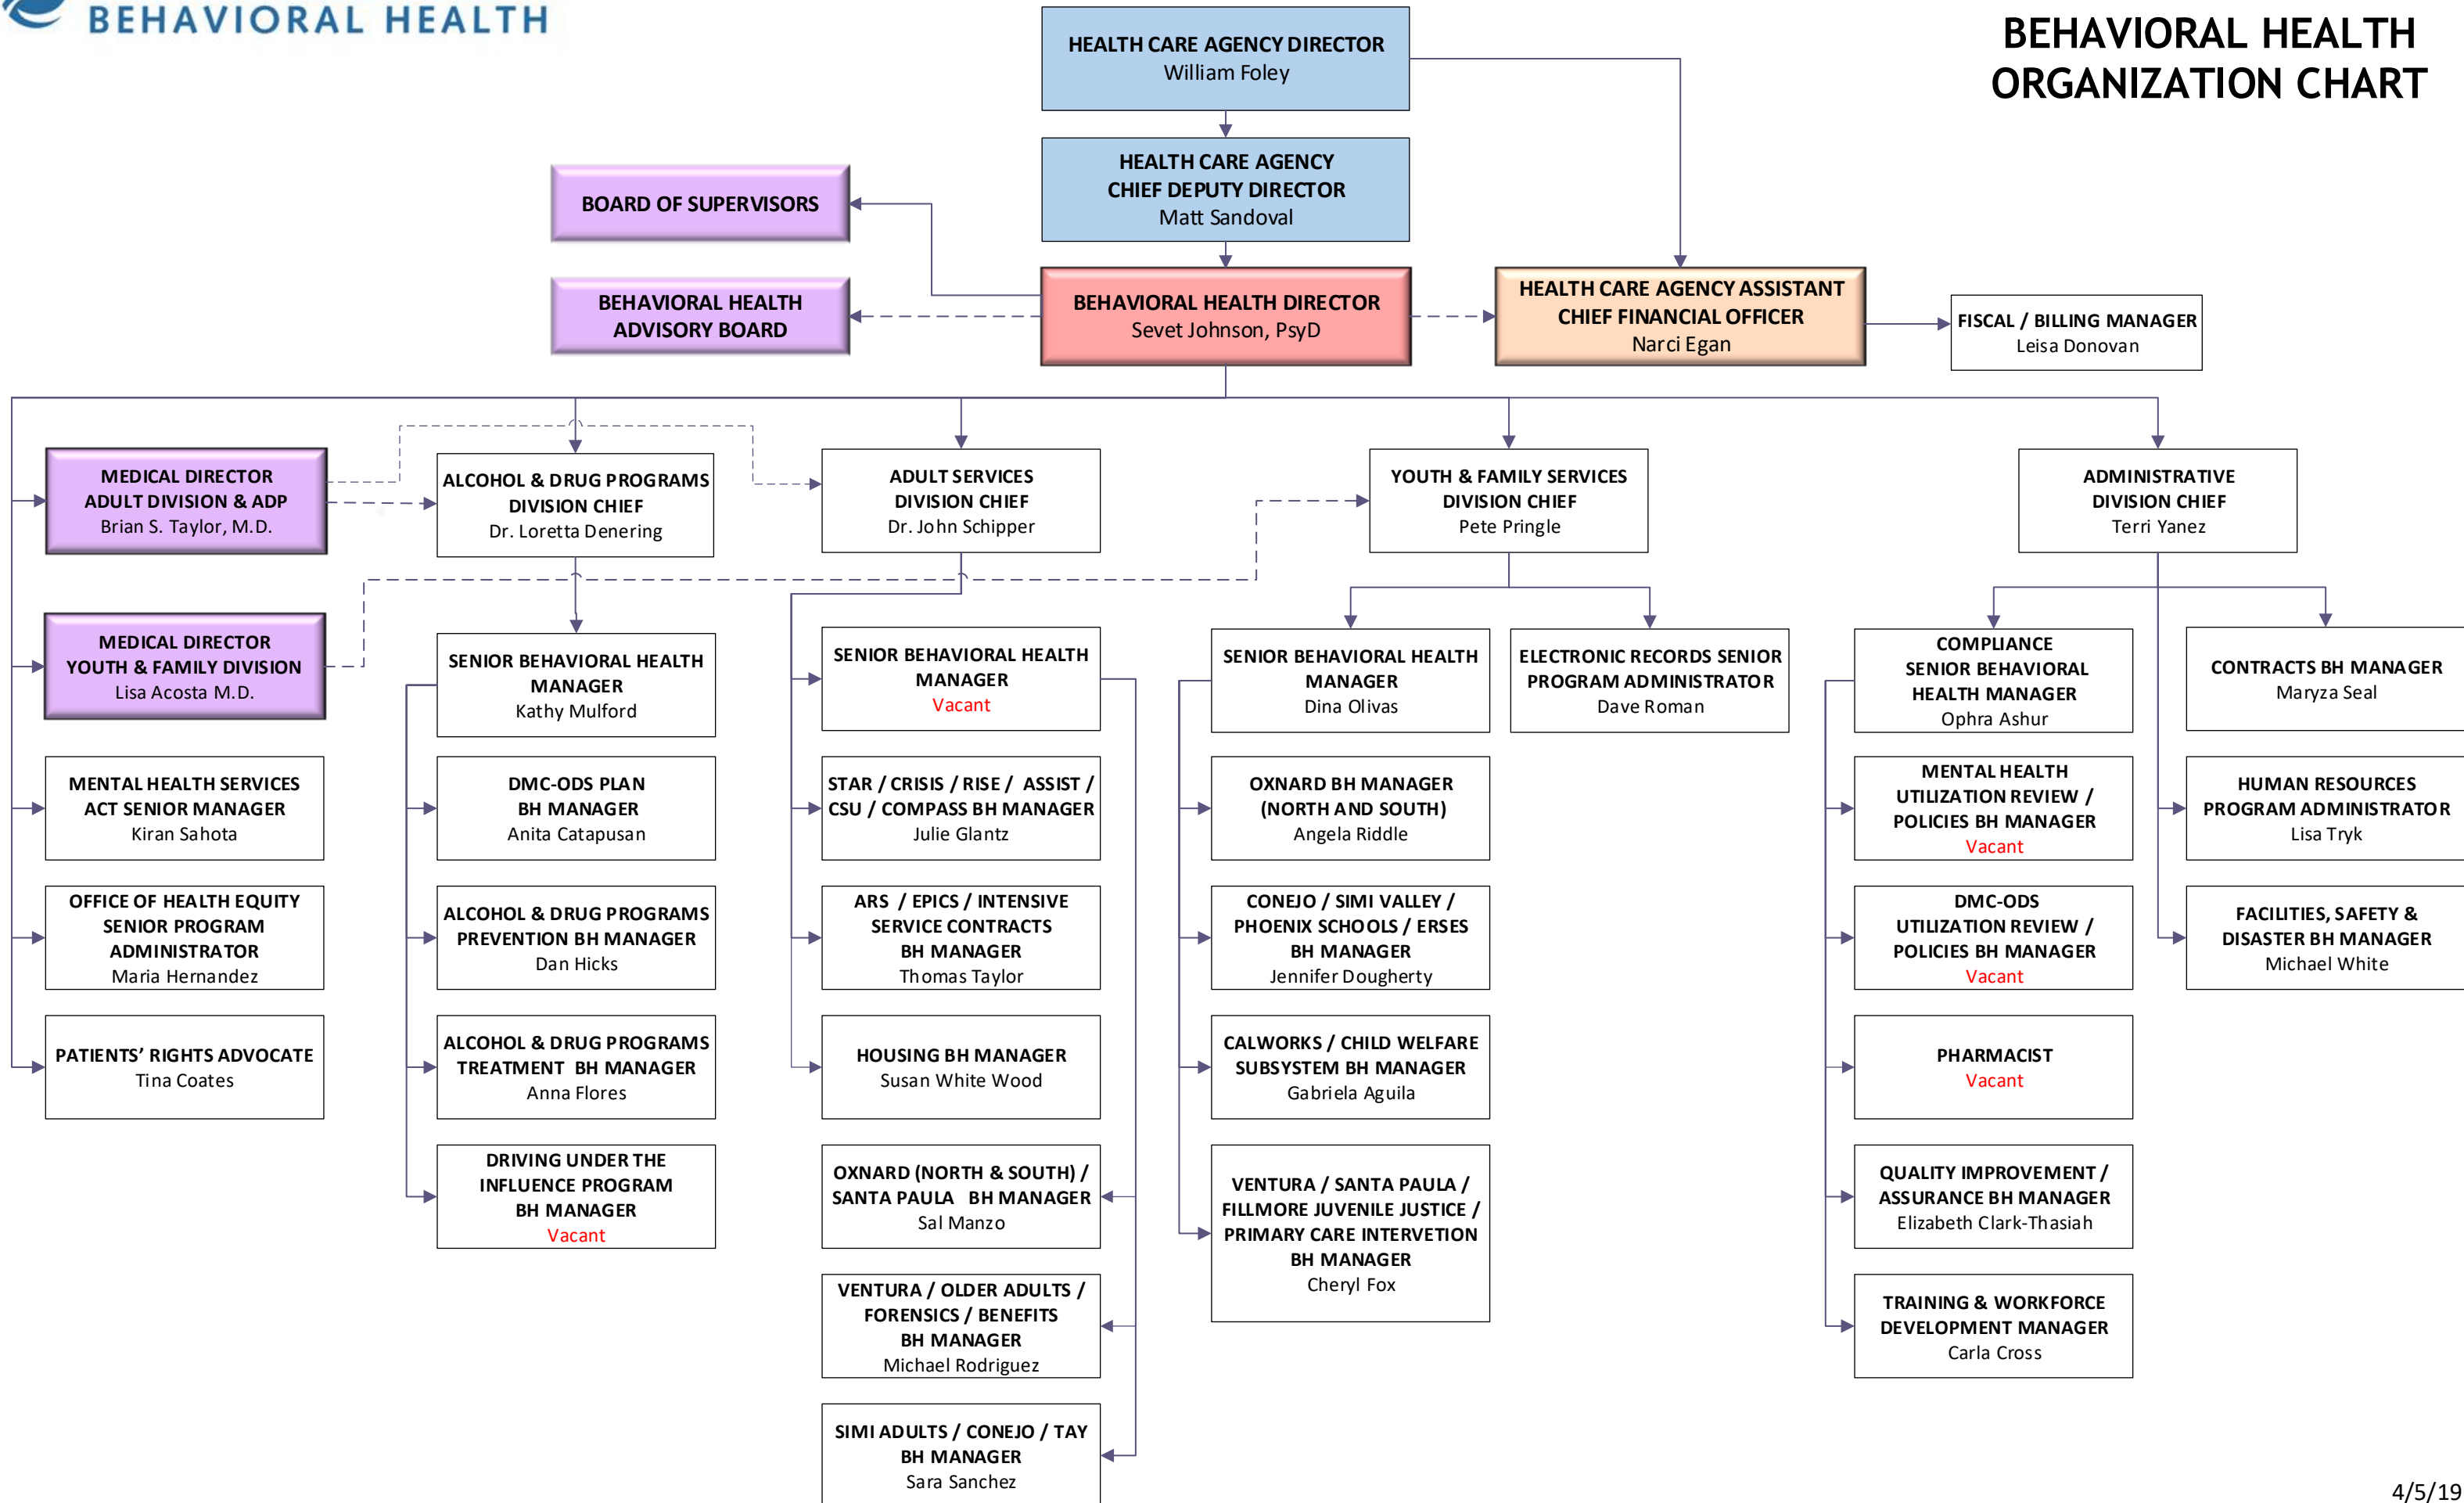 BEHAVIORAL HEALTH
BEHAVIORAL HEALTH
ORGANIZATION CHART
HEALTH CARE AGENCY DIRECTOR
William Foley
HEALTH CARE AGENCY
CHIEF DEPUTY DIRECTOR
Matt Sandoval
BOARD OF SUPERVISORS
BEHAVIORAL HEALTH
ADVISORY BOARD
BEHAVIORAL HEALTH DIRECTOR
Sevet Johnson, PsyD
HEALTH CARE AGENCY ASSISTANT
CHIEF FINANCIAL OFFICER
Narci Egan
FISCAL / BILLING MANAGER
Leisa Donovan
MEDICAL DIRECTOR
ADULT DIVISION & ADP
Brian S. Taylor, M.D.
MEDICAL DIRECTOR
YOUTH & FAMILY DIVISION
Lisa Acosta M.D.
MENTAL HEALTH SERVICES
ACT SENIOR MANAGER
Kiran Sahota
OFFICE OF HEALTH EQUITY
SENIOR PROGRAM
ADMINISTRATOR
Maria Hernandez
PATIENTS’ RIGHTS ADVOCATE
Tina Coates
ALCOHOL & DRUG PROGRAMS
DIVISION CHIEF
Dr. Loretta Denering
SENIOR BEHAVIORAL HEALTH
MANAGER
Kathy Mulford
DMC-ODS PLAN
BH MANAGER
Anita Catapusan
ALCOHOL & DRUG PROGRAMS
PREVENTION BH MANAGER
Dan Hicks
ALCOHOL & DRUG PROGRAMS
TREATMENT BH MANAGER
Anna Flores
DRIVING UNDER THE
INFLUENCE PROGRAM
BH MANAGER
Vacant
ADULT SERVICES
DIVISION CHIEF
Dr. John Schipper
SENIOR BEHAVIORAL HEALTH
MANAGER
Vacant
STAR / CRISIS / RISE / ASSIST /
CSU / COMPASS BH MANAGER
Julie Glantz
ARS / EPICS / INTENSIVE
SERVICE CONTRACTS
BH MANAGER
Thomas Taylor
HOUSING BH MANAGER
Susan White Wood
OXNARD (NORTH & SOUTH) /
SANTA PAULA BH MANAGER
Sal Manzo
VENTURA / OLDER ADULTS /
FORENSICS / BENEFITS
BH MANAGER
Michael Rodriguez
SIMI ADULTS / CONEJO / TAY
BH MANAGER
Sara Sanchez
YOUTH & FAMILY SERVICES
DIVISION CHIEF
Pete Pringle
SENIOR BEHAVIORAL HEALTH
MANAGER
Dina Olivas
ELECTRONIC RECORDS SENIOR
PROGRAM ADMINISTRATOR
Dave Roman
OXNARD BH MANAGER
(NORTH AND SOUTH)
Angela Riddle
CONEJO / SIMI VALLEY /
PHOENIX SCHOOLS / ERSES
BH MANAGER
Jennifer Dougherty
CALWORKS / CHILD WELFARE
SUBSYSTEM BH MANAGER
Gabriela Aguila
VENTURA / SANTA PAULA /
FILLMORE JUVENILE JUSTICE /
PRIMARY CARE INTERVETION
BH MANAGER
Cheryl Fox
ADMINISTRATIVE
DIVISION CHIEF
Terri Yanez
COMPLIANCE
SENIOR BEHAVIORAL
HEALTH MANAGER
Ophra Ashur
MENTAL HEALTH
UTILIZATION REVIEW /
POLICIES BH MANAGER
Vacant
DMC-ODS
UTILIZATION REVIEW /
POLICIES BH MANAGER
Vacant
PHARMACIST
Vacant
QUALITY IMPROVEMENT /
ASSURANCE BH MANAGER
Elizabeth Clark-Thasiah
TRAINING & WORKFORCE
DEVELOPMENT MANAGER
Carla Cross
CONTRACTS BH MANAGER
Maryza Seal
HUMAN RESOURCES
PROGRAM ADMINISTRATOR
Lisa Tryk
FACILITIES, SAFETY &
DISASTER BH MANAGER
Michael White
4/5/19